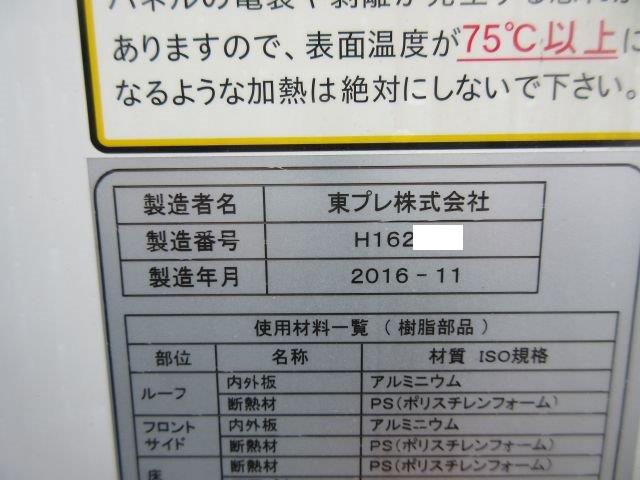 ありますので、表面温度が75℃以上に
なるような加熱は絶対にしないで下さい。
製造者名 東プレ株式会社
製造番号 H162
製造年月 2016-11
使用材料一覧 (樹脂部品)
部位 名称 材質 ISO規格
ルーフ 内外板 アルミニウム
断熱材 PS(ポリスチレンフォーム)
フロント サイド 内外板 アルミニウム
断熱材 PS(ポリスチレンフォーム)
床 断熱材 PS(ポリスチレンフォーム)